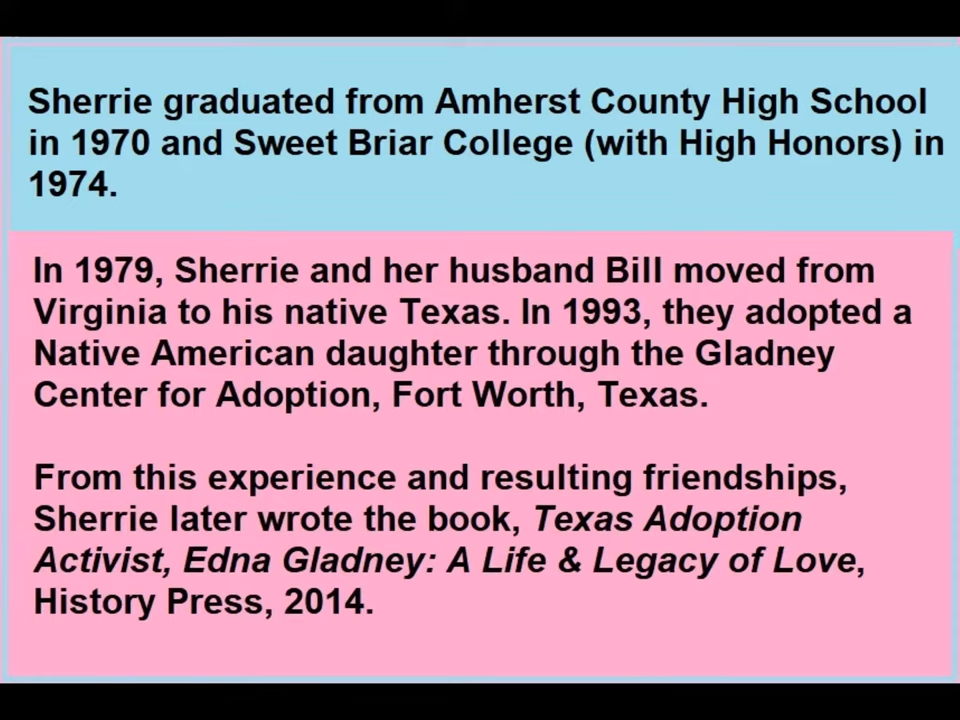 Sherrie graduated from Amherst County High School
in 1970 and Sweet Briar College (with High Honors) in
1974.
In 1979, Sherrie and her husband Bill moved from
Virginia to his native Texas. In 1993, they adopted a
Native American daughter through the Gladney
Center for Adoption, Fort Worth, Texas.
From this experience and resulting friendships,
Sherrie later wrote the book, Texas Adoption
Activist, Edna Gladney: A Life & Legacy of Love,
History Press, 2014.